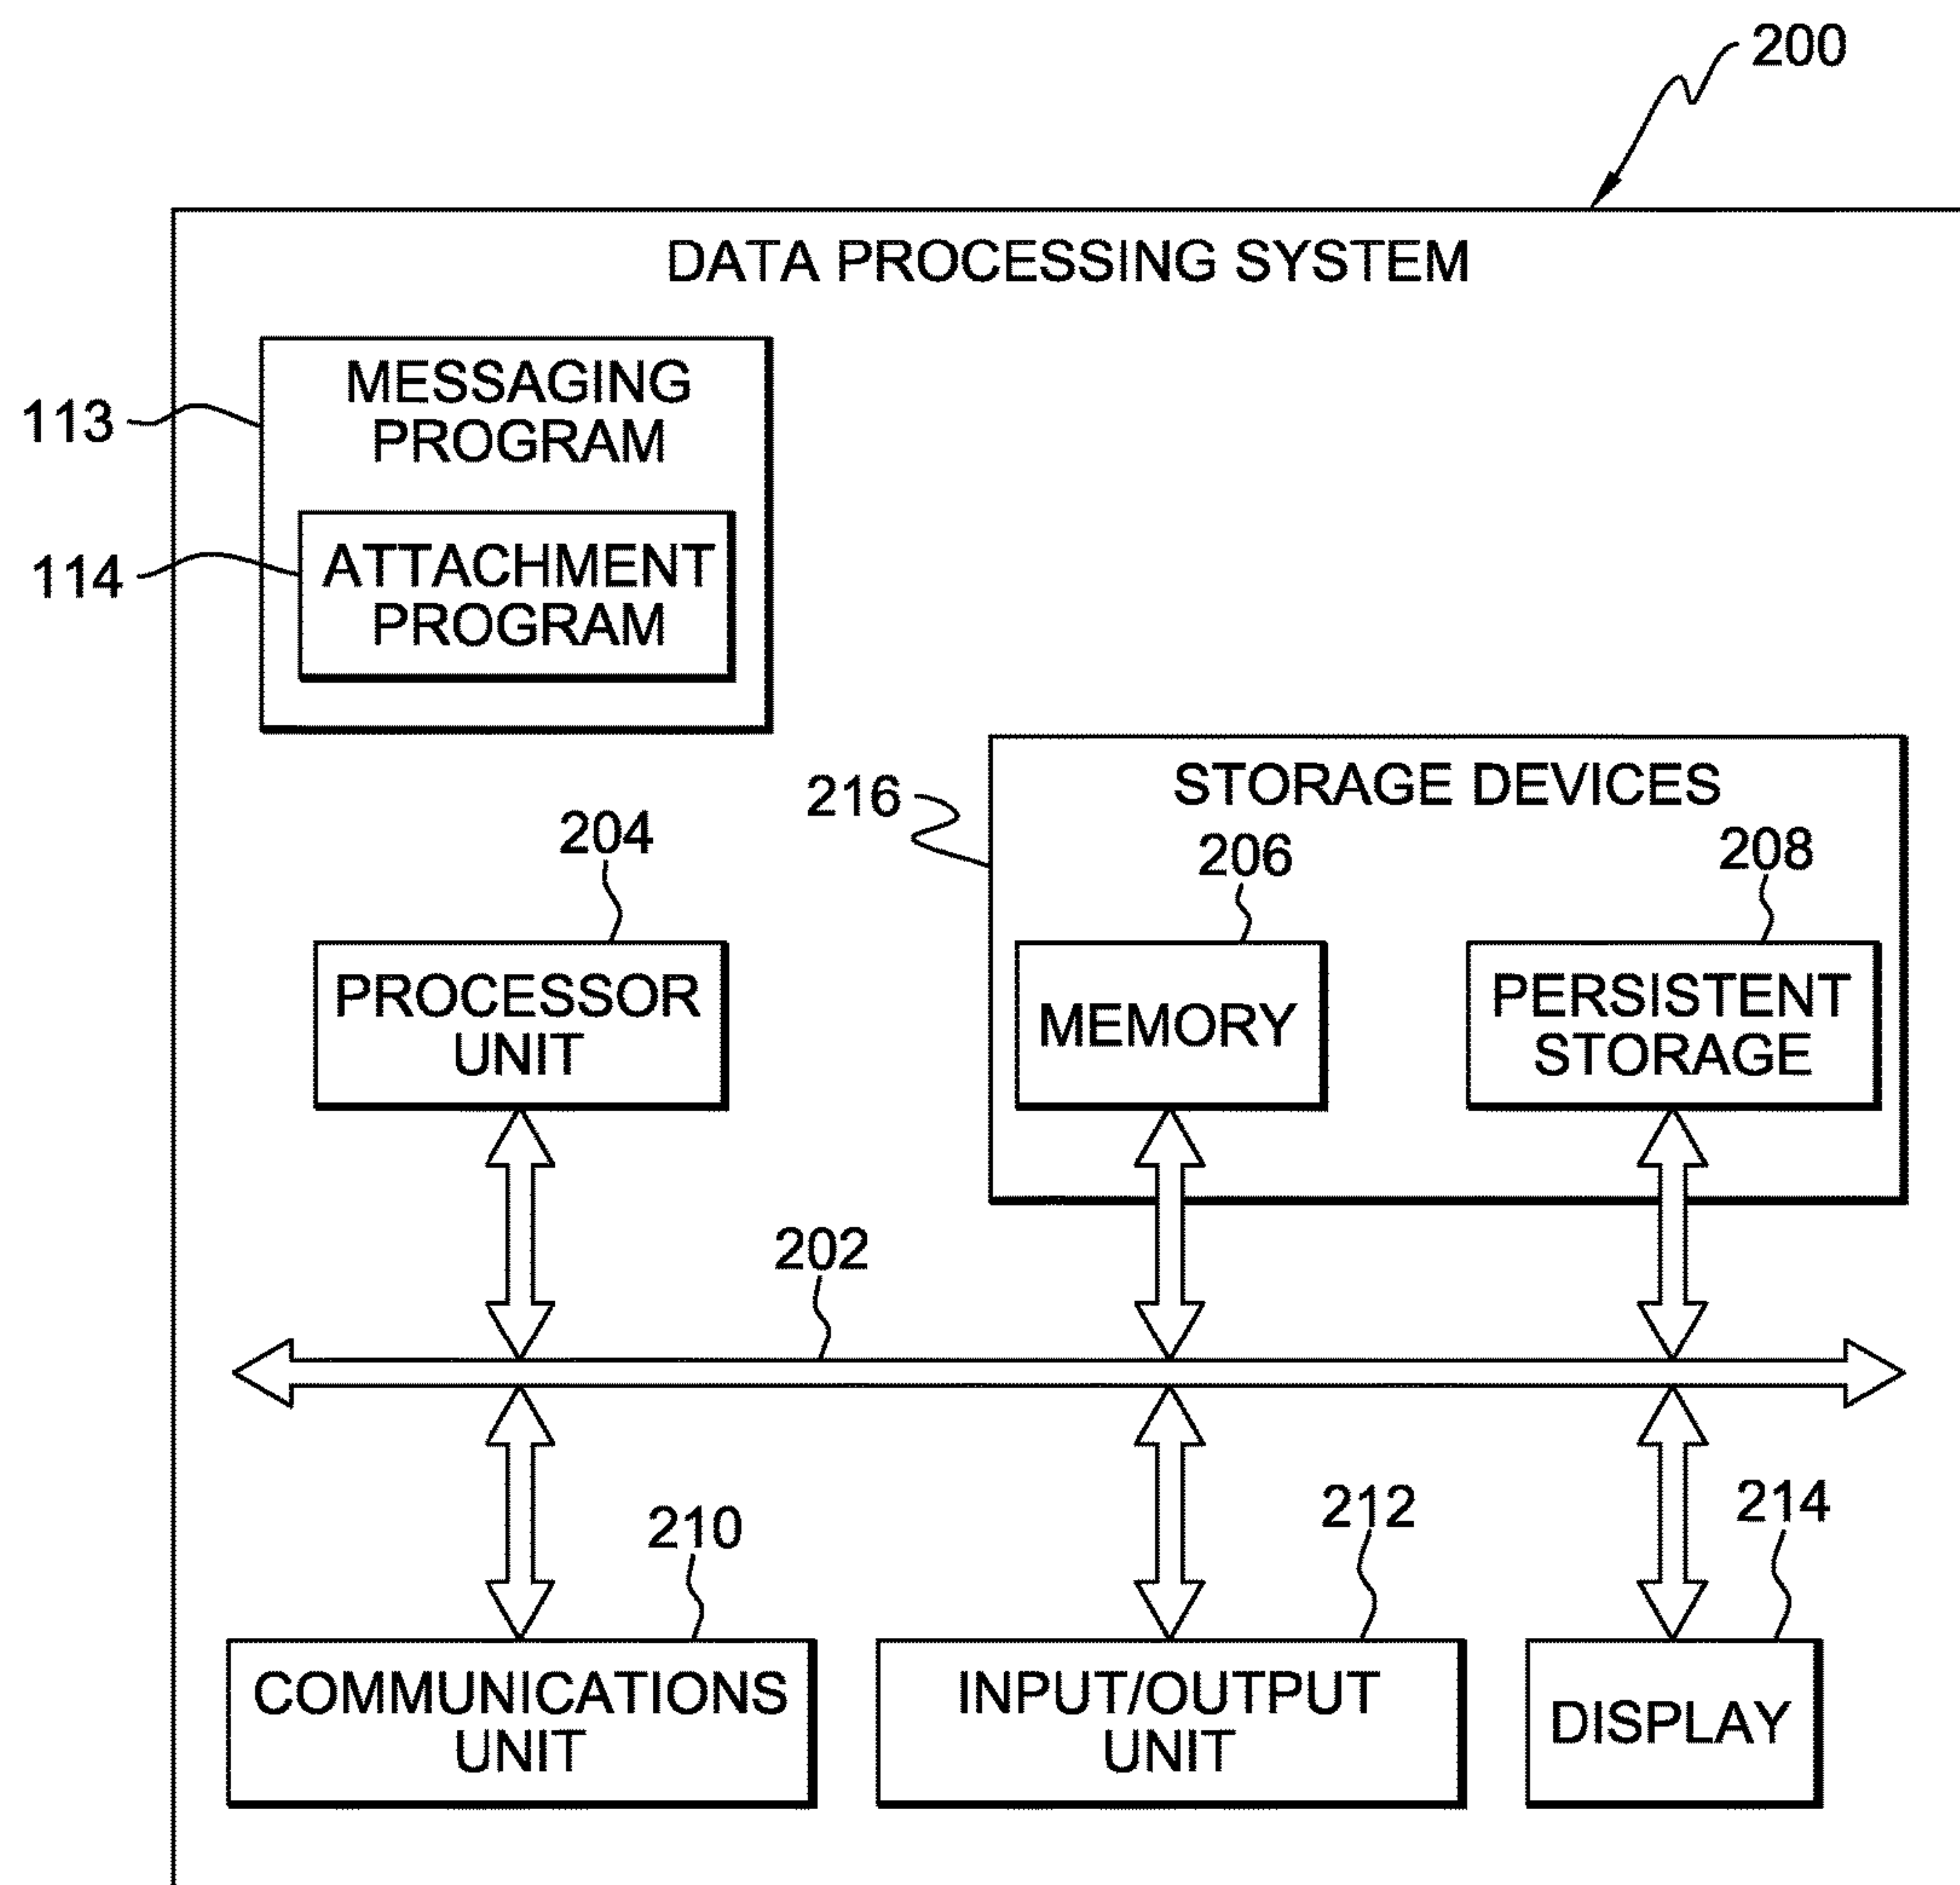 200
DATA PROCESSING SYSTEM
113
MESSAGING
PROGRAM
114
ATTACHMENT
PROGRAM
216
STORAGE DEVICES
204
206
208
PROCESSOR
UNIT
MEMORY
PERSISTENT
STORAGE
202
210
212
214
COMMUNICATIONS
UNIT
INPUT/OUTPUT
UNIT
DISPLAY